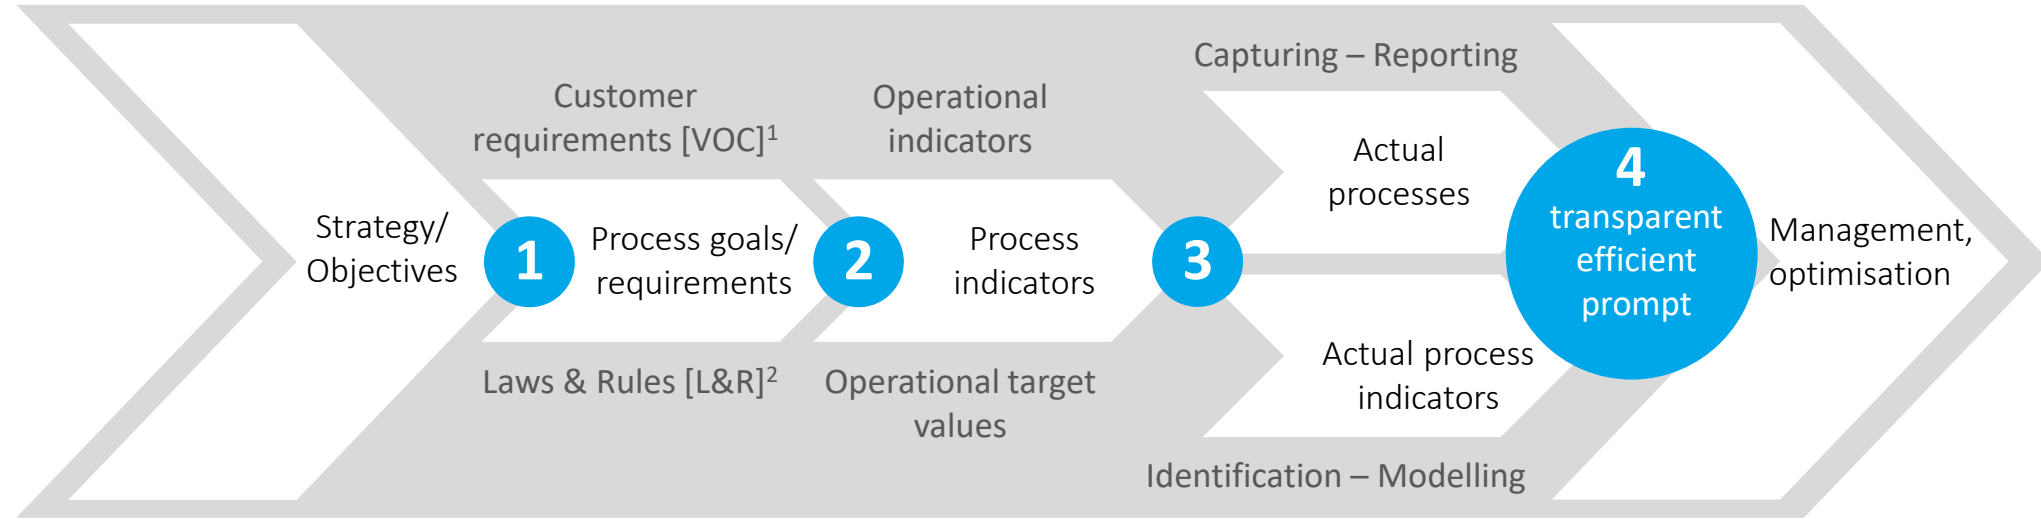 Strategy/
Objectives
1
Customer
requirements [VOC]¹
Process goals/
requirements
Laws & Rules [L&R]²
2
Operational
indicators
Process
indicators
Operational target
values
3
Capturing – Reporting
Actual
processes
Actual process
indicators
Identification – Modelling
4
transparent
efficient
prompt
Management,
optimisation